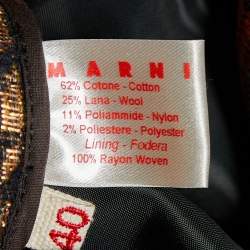 MARNI
62% Cotone - Cotton
25% Lana - Wool
11% Poliammide - Nylon
2% Poliestere - Polyester
Lining - Fodera
100% Rayon Woven
40